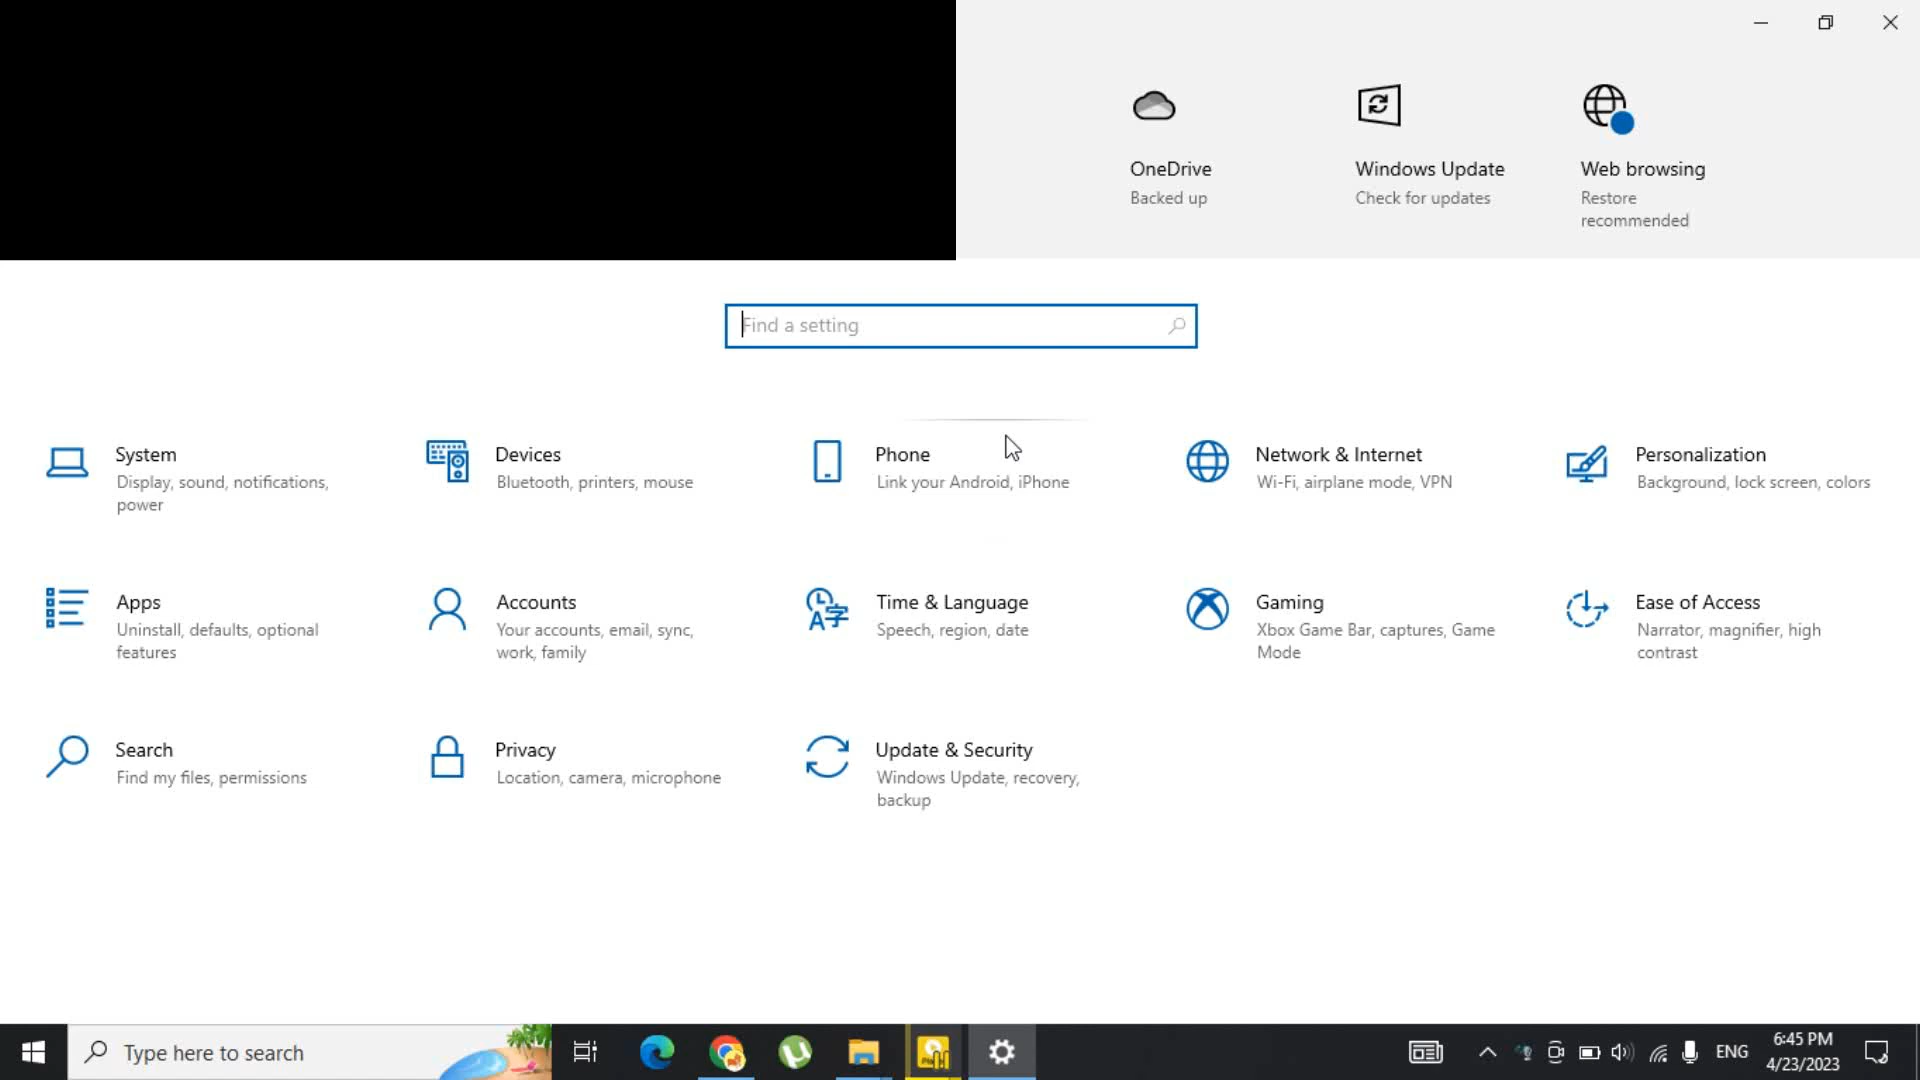 OneDrive
Backed up
Windows Update
Check for updates
Web browsing
Restore
recommended
Find a setting
System
Display, sound, notifications,
power
Devices
Bluetooth, printers, mouse
Phone
Link your Android, iPhone
Network & Internet
Wi-Fi, airplane mode, VPN
Personalization
Background, lock screen, colors
Apps
Uninstall, defaults, optional
features
Accounts
Your accounts, email, sync,
work, family
Time & Language
Speech, region, date
Gaming
Xbox Game Bar, captures, Game
Mode
Ease of Access
Narrator, magnifier, high
contrast
Search
Find my files, permissions
Privacy
Location, camera, microphone
Update & Security
Windows Update, recovery,
backup
Type here to search
ENG
6:45 PM
4/23/2023